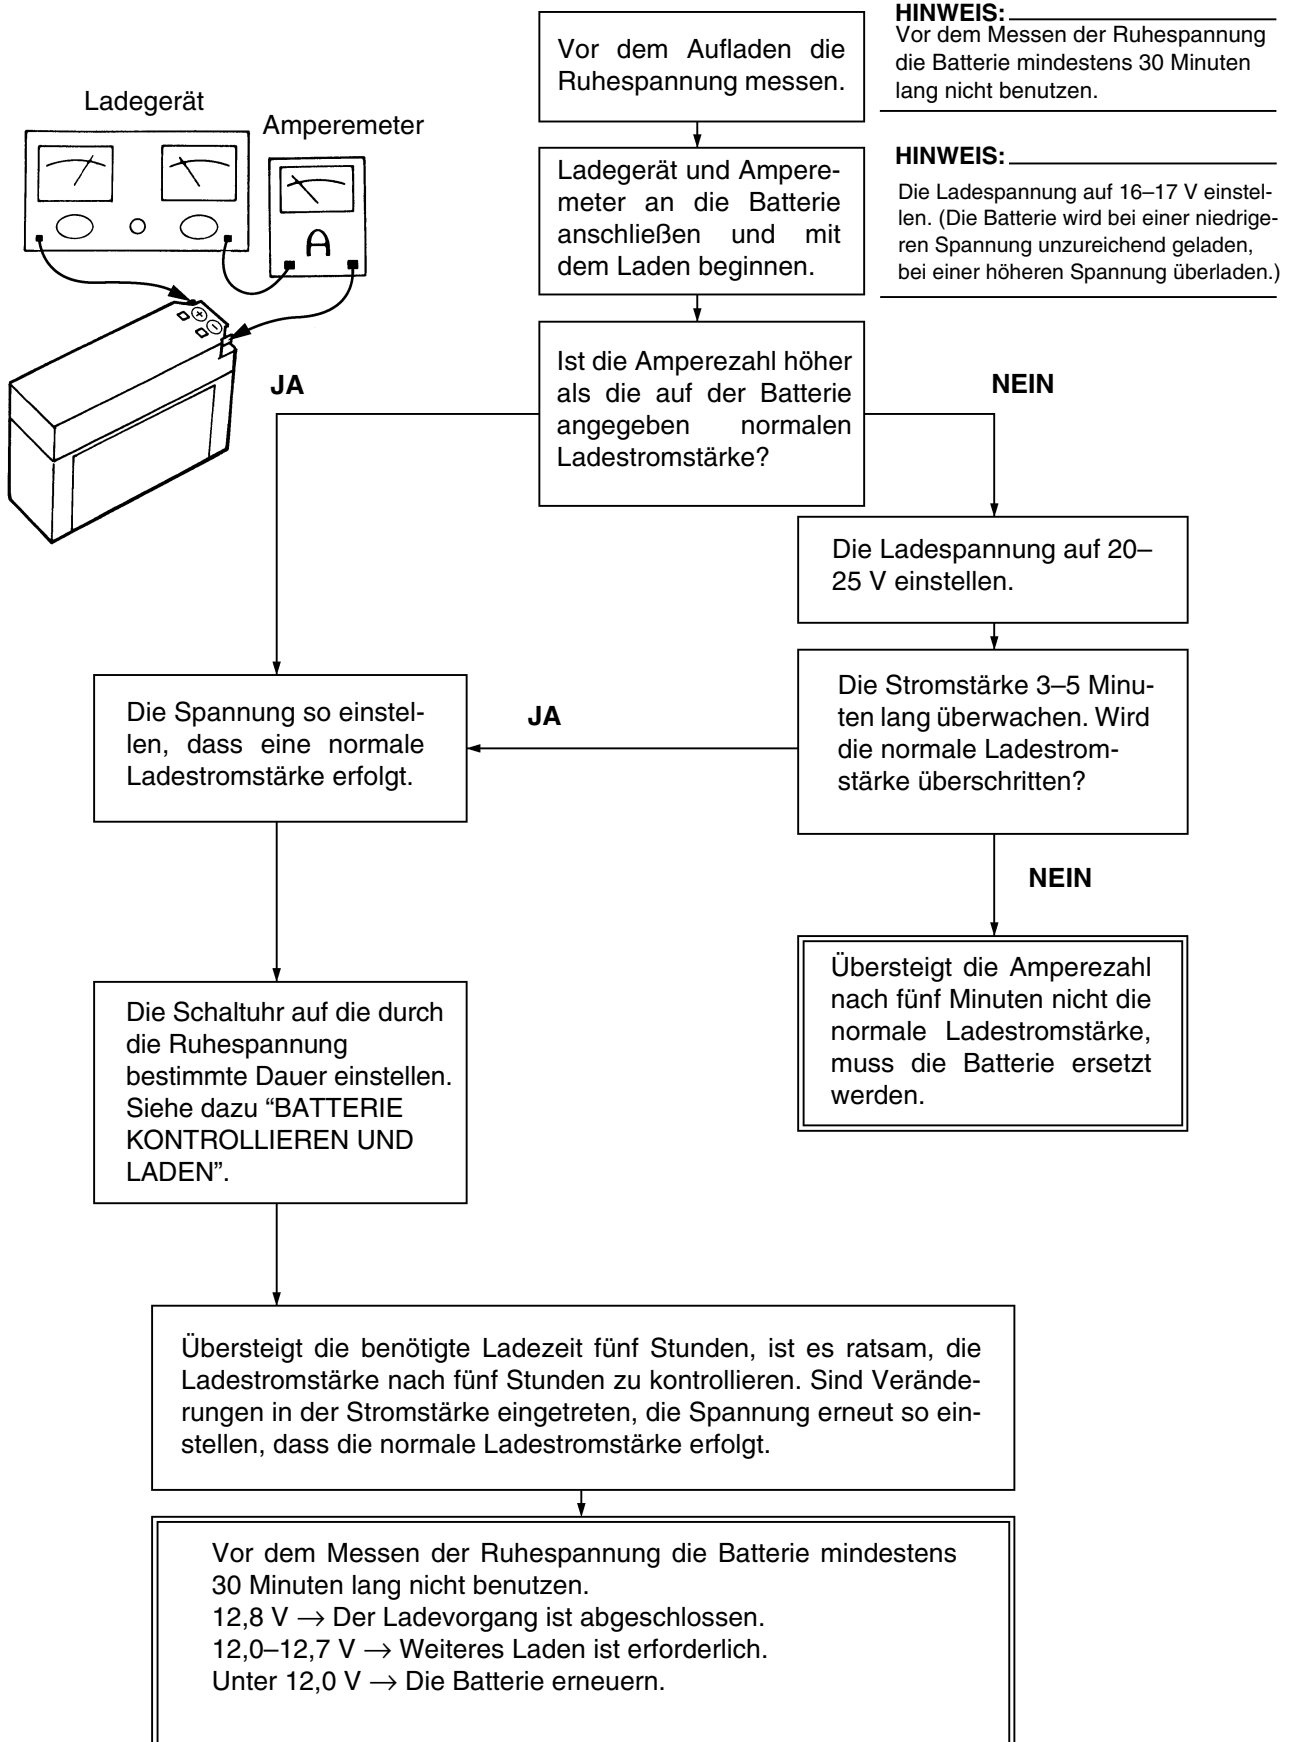 Vor dem Aufladen die
Ruhespannung messen.
HINWEIS:
Vor dem Messen der Ruhespannung
die Batterie mindestens 30 Minuten
lang nicht benutzen.
Ladegerät
Amperemeter
A
Ladegerät und Ampere-
meter an die Batterie
anschließen und mit
dem Laden beginnen.
HINWEIS:
Die Ladespannung auf 16–17 V einstel-
len. (Die Batterie wird bei einer niedrige-
ren Spannung unzureichend geladen,
bei einer höheren Spannung überladen.)
+
−
Ist die Amperezahl höher
als die auf der Batterie
angegeben normalen
Ladestromstärke?
JA
NEIN
Die Ladespannung auf 20–
25 V einstellen.
Die Stromstärke 3–5 Minu-
ten lang überwachen. Wird
die normale Ladestrom-
stärke überschritten?
JA
Die Spannung so einstel-
len, dass eine normale
Ladestromstärke erfolgt.
NEIN
Übersteigt die Amperezahl
nach fünf Minuten nicht die
normale Ladestromstärke,
muss die Batterie ersetzt
werden.
Die Schaltuhr auf die durch
die Ruhespannung
bestimmte Dauer einstellen.
Siehe dazu “BATTERIE
KONTROLLIEREN UND
LADEN”.
Übersteigt die benötigte Ladezeit fünf Stunden, ist es ratsam, die
Ladestromstärke nach fünf Stunden zu kontrollieren. Sind Verände-
rungen in der Stromstärke eingetreten, die Spannung erneut so ein-
stellen, dass die normale Ladestromstärke erfolgt.
Vor dem Messen der Ruhespannung die Batterie mindestens
30 Minuten lang nicht benutzen.
12,8 V → Der Ladevorgang ist abgeschlossen.
12,0–12,7 V → Weiteres Laden ist erforderlich.
Unter 12,0 V → Die Batterie erneuern.